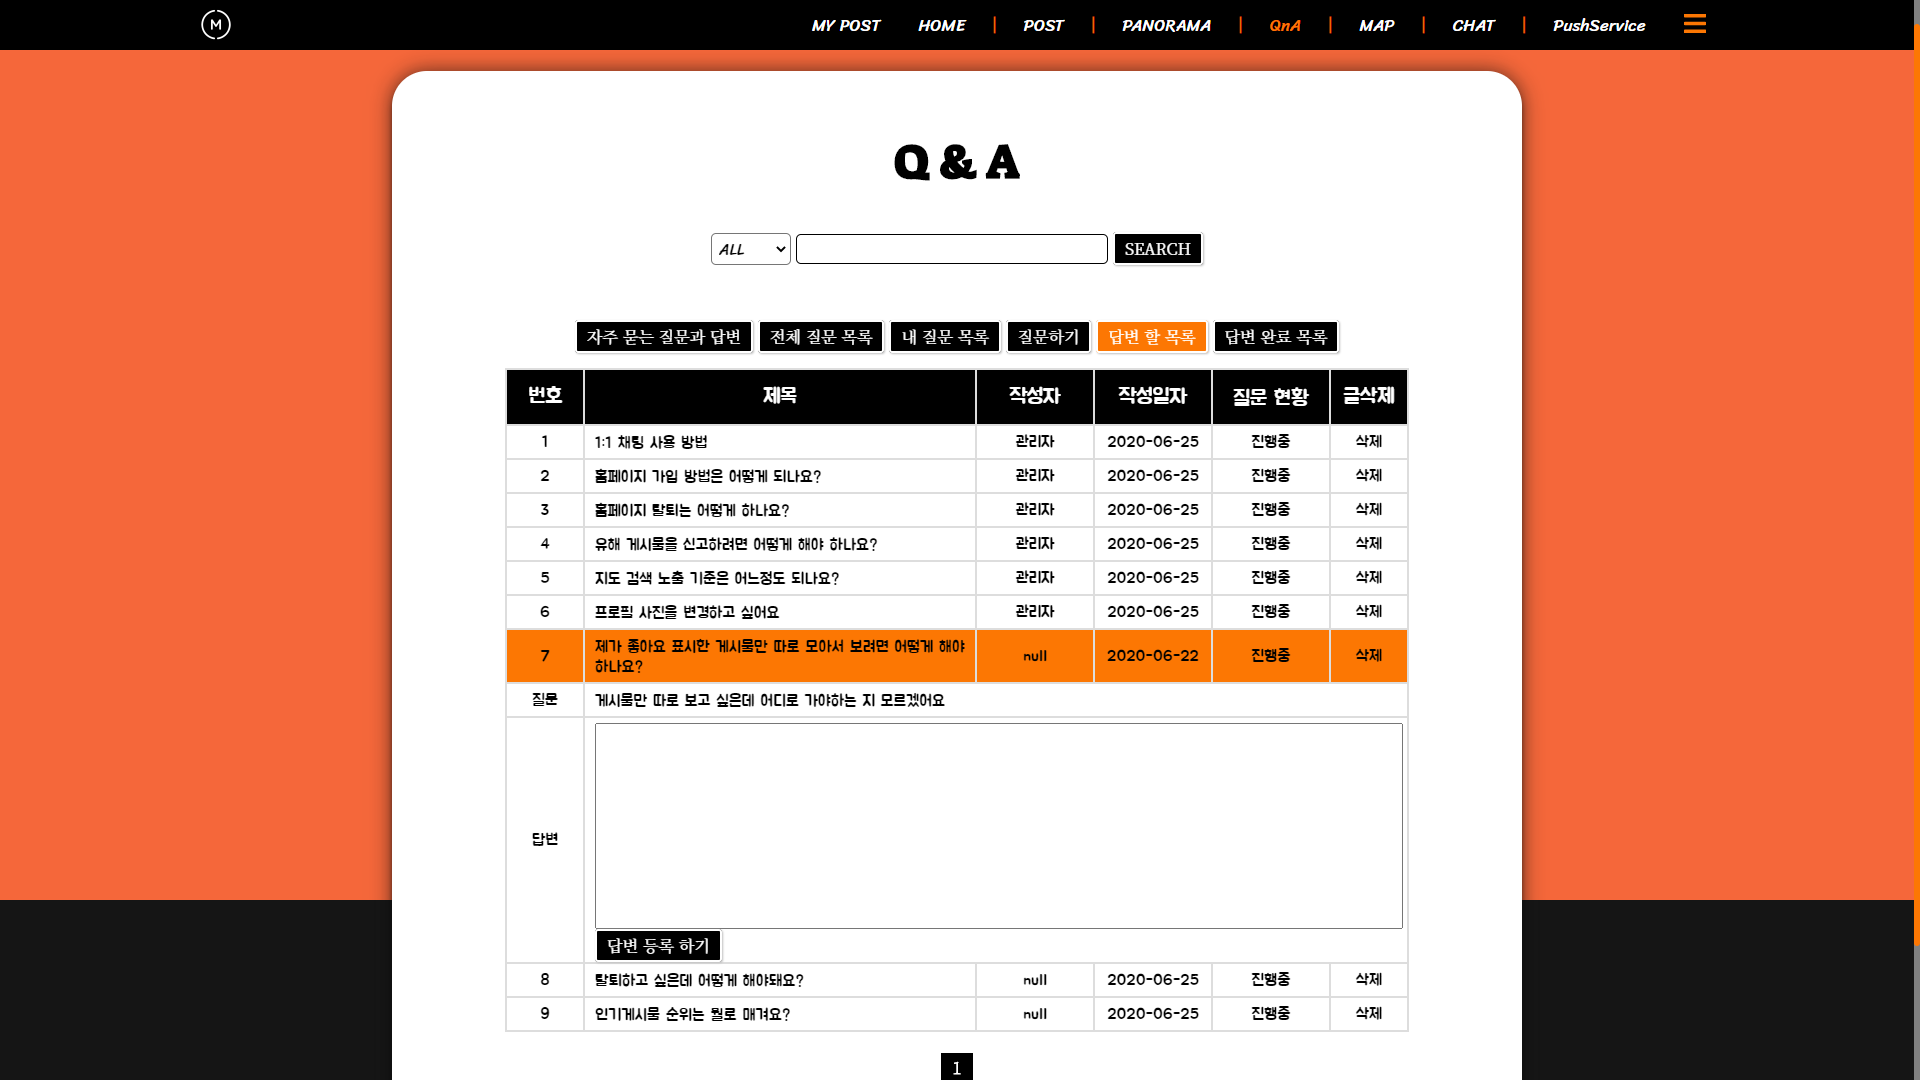 M
MY POST HOME | POST | PANORAMA | QnA | MAP | CHAT | PushService
Q & A
ALL SEARCH
자주 묻는 질문과 답변 전체 질문 목록 내 질문 목록 질문하기 답변 할 목록 답변 완료 목록
번호 제목 작성자 작성일자 질문 현황 글삭제
1 1:1 채팅 사용 방법 관리자 2020-06-25 진행중 삭제
2 홈페이지 가입 방법은 어떻게 되나요? 관리자 2020-06-25 진행중 삭제
3 홈페이지 탈퇴는 어떻게 하나요? 관리자 2020-06-25 진행중 삭제
4 유해 게시물을 신고하려면 어떻게 해야 하나요? 관리자 2020-06-25 진행중 삭제
5 지도 검색 노출 기준은 어느정도 되나요? 관리자 2020-06-25 진행중 삭제
6 프로필 사진을 변경하고 싶어요 관리자 2020-06-25 진행중 삭제
7 제가 좋아요 표시한 게시물만 따로 모아서 보려면 어떻게 해야 null 2020-06-22 진행중 삭제
하나요?
질문 게시물만 따로 보고 싶은데 어디로 가야하는 지 모르겠어요
답변
답변 등록 하기
8 탈퇴하고 싶은데 어떻게 해야돼요? null 2020-06-25 진행중 삭제
9 인기게시물 순위는 뭘로 매겨요? null 2020-06-25 진행중 삭제
1